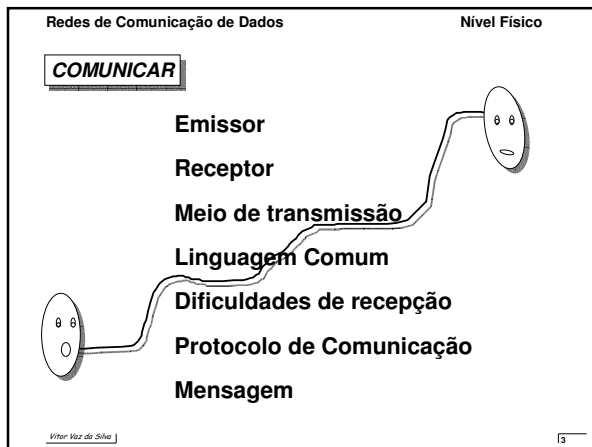 Redes de Comunicação de Dados Nível Físico
COMUNICAR
Emissor
Receptor
Meio de transmissão
Linguagem Comum
Dificuldades de recepção
Protocolo de Comunicação
Mensagem
Vitor Vaz da Silva 3